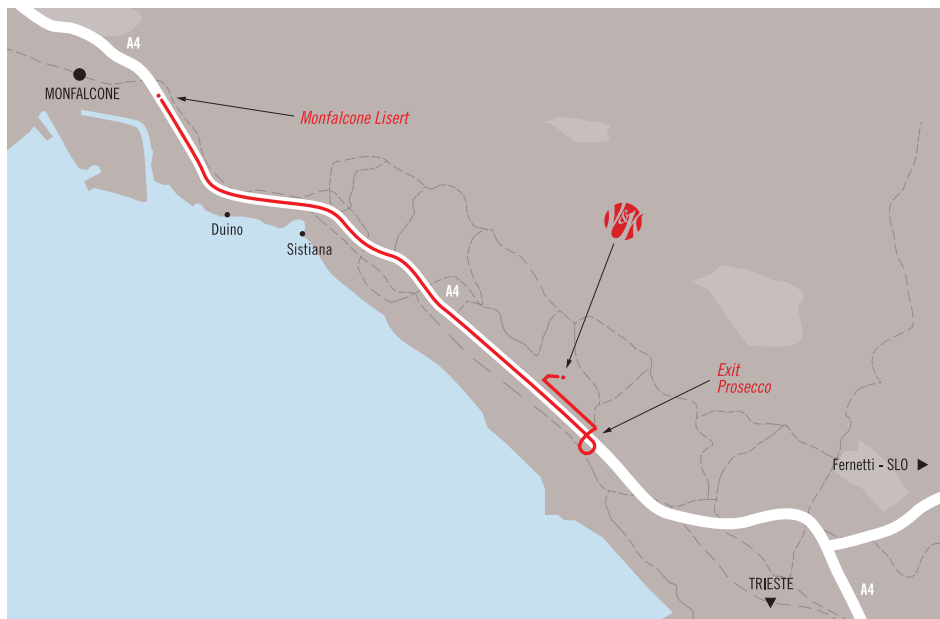 A4
MONFALCONE
Monfalcone Lisert
Duino
Sistiana
A4
Exit
Prosecco
Fernetti - SLO
TRIESTE
A4